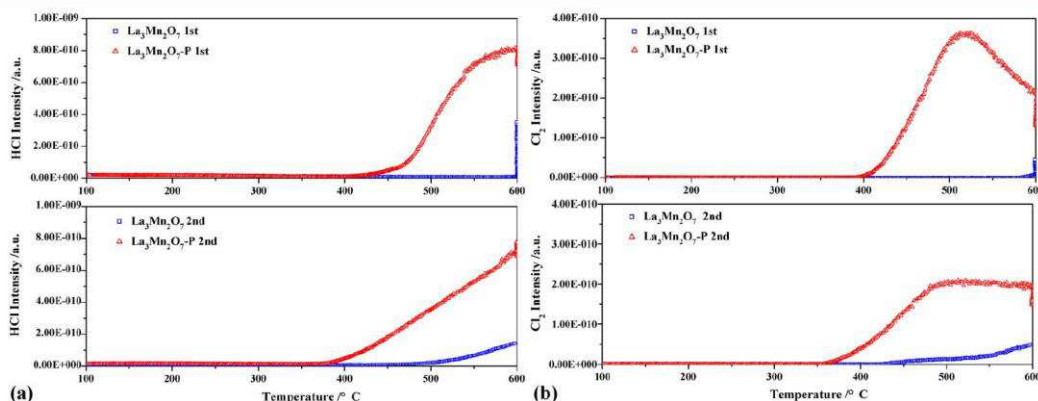 1.00E-009
8.00E-010
6.00E-010
4.00E-010
2.00E-010
0.00E+000
HCl Intensity /a.u.
La₃Mn₂O₇ 1st
La₃Mn₂O₇-P 1st
100 200 300 400 500 600
1.00E-009
8.00E-010
6.00E-010
4.00E-010
2.00E-010
0.00E+000
HCl Intensity /a.u.
La₃Mn₂O₇ 2nd
La₃Mn₂O₇-P 2nd
100 200 300 400 500 600
(a)
Temperature /° C
4.00E-010
3.00E-010
2.00E-010
1.00E-010
0.00E+000
Cl₂ Intensity /a.u.
La₃Mn₂O₇ 1st
La₃Mn₂O₇-P 1st
100 200 300 400 500 600
4.00E-010
3.00E-010
2.00E-010
1.00E-010
0.00E+000
Cl₂ Intensity /a.u.
La₃Mn₂O₇ 2nd
La₃Mn₂O₇-P 2nd
100 200 300 400 500 600
(b)
Temperature /° C